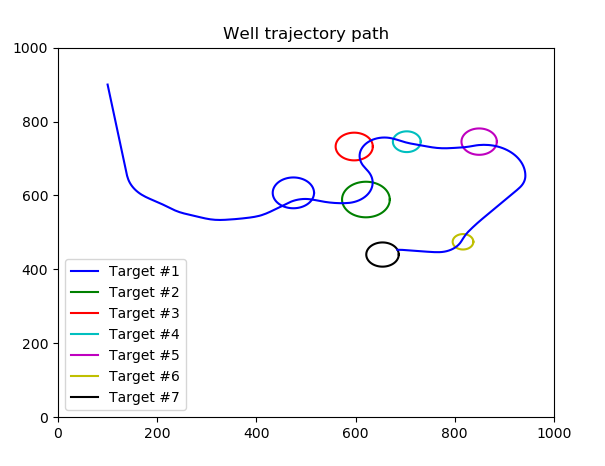 Well trajectory path
1000
800
600
400
200
0
Target #1
Target #2
Target #3
Target #4
Target #5
Target #6
Target #7
0 200 400 600 800 1000